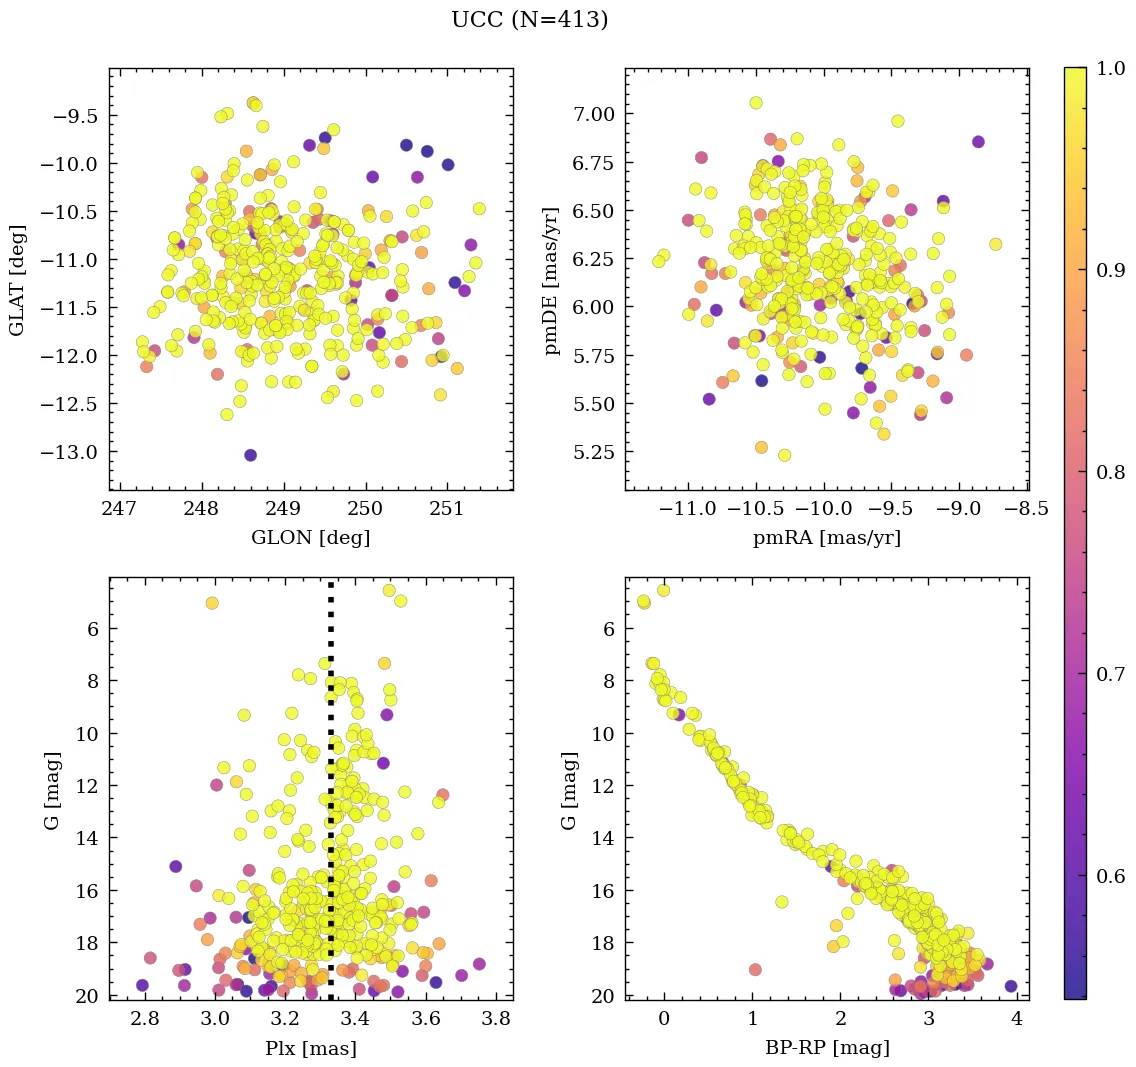 UCC (N=413)
−9.5
−10.0
−10.5
−11.0
−11.5
−12.0
−12.5
−13.0
GLAT [deg]
247 248 249 250 251
GLON [deg]
7.00
6.75
6.50
6.25
6.00
5.75
5.50
5.25
pmDE [mas/yr]
−11.0 −10.5 −10.0 −9.5 −9.0 −8.5
pmRA [mas/yr]
6
8
10
12
14
16
18
20
G [mag]
2.8 3.0 3.2 3.4 3.6 3.8
Plx [mas]
6
8
10
12
14
16
18
20
G [mag]
0 1 2 3 4
BP-RP [mag]
1.0
0.9
0.8
0.7
0.6